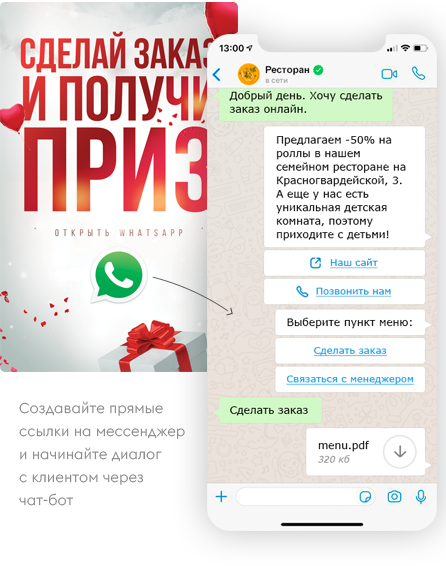 СДЕЛАЙ ЗАКАЗ
И ПОЛУЧИ
ПРИЗ
ОТКРЫТЬ WHATSAPP
13:00
Ресторан
в сети
Добрый день. Хочу сделать
заказ онлайн.
Предлагаем -50% на
роллы в нашем
семейном ресторане на
Красногвардейской, 3.
А еще у нас есть
уникальная детская
комната, поэтому
приходите с детьми!
Наш сайт
Позвонить нам
Выберите пункт меню:
Сделать заказ
Связаться с менеджером
Сделать заказ
menu.pdf
320 кб
Создавайте прямые
ссылки на мессенджер
и начинайте диалог
с клиентом через
чат-бот